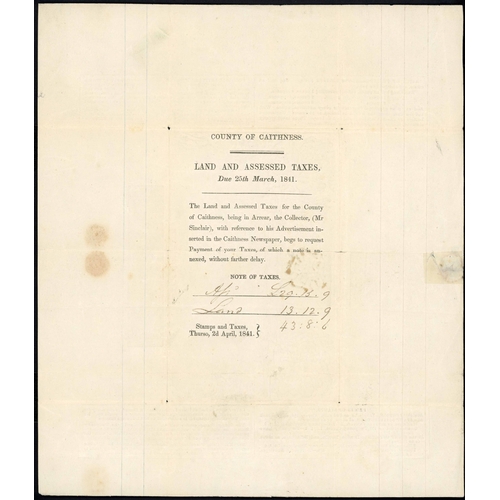 COUNTY OF CAITHNESS.
LAND AND ASSESSED TAXES,
Due 25th March, 1841.
The Land and Assessed Taxes for the County
of Caithness, being in Arrear, the Collector, (Mr
Sinclair), with reference to his Advertisement in-
serted in the Caithness Newspaper, begs to request
Payment of your Taxes, of which a note is an-
nexed, without farther delay.
NOTE OF TAXES.
£29. 15. 9
Land 13.12.9
Stamps and Taxes, } 43:8:6
Thurso, 2d April, 1841.